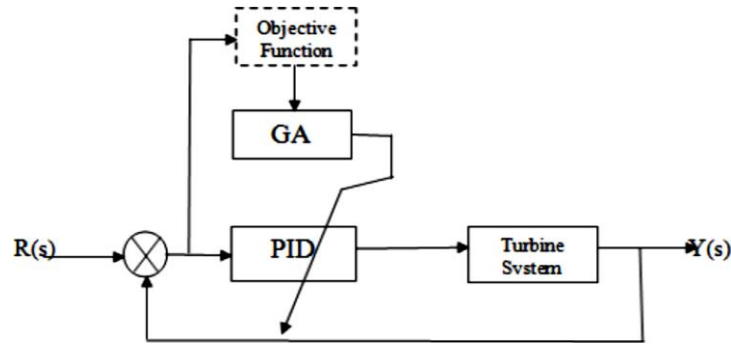 Objective
Function
GA
R(s)
PID
Turbine
System
Y(s)